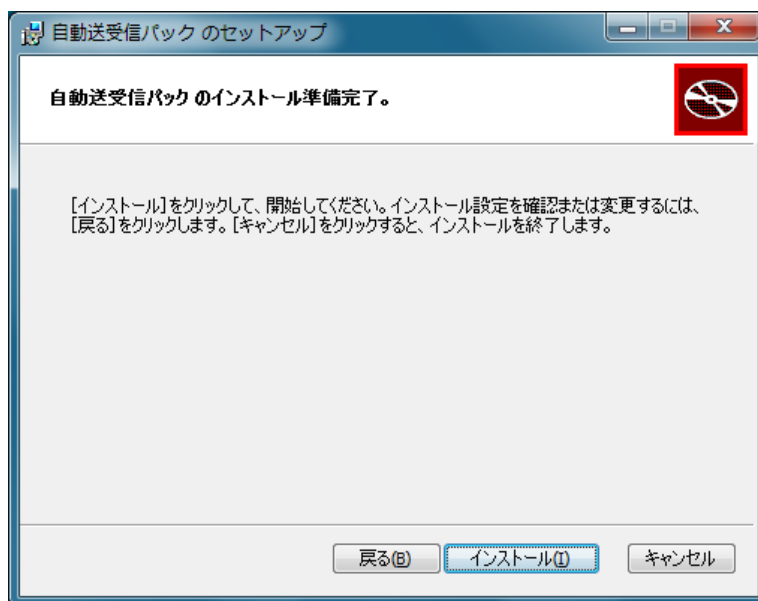 自動送受信パック のセットアップ
自動送受信パック のインストール準備完了。
[インストール]をクリックして、開始してください。インストール設定を確認または変更するには、
[戻る]をクリックします。[キャンセル]をクリックすると、インストールを終了します。
戻る(B) インストール(I) キャンセル